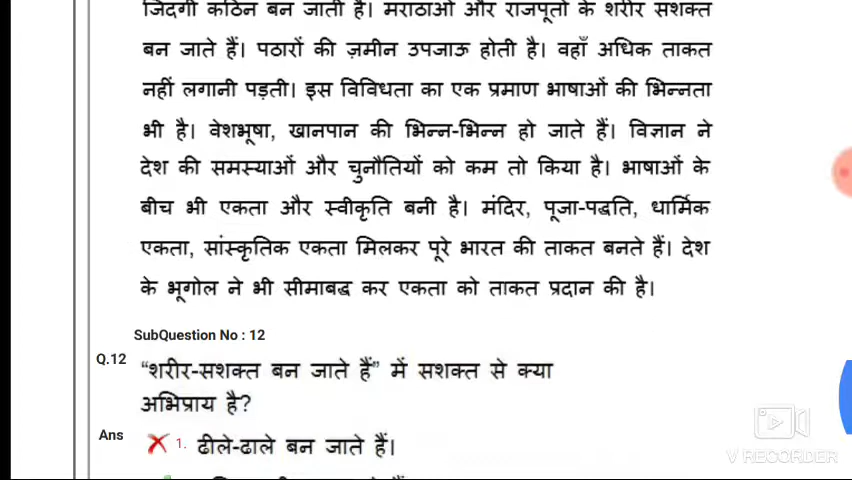 जिंदगी कठिन बन जाती है। मराठाओं और राजपूतों के शरीर सशक्त
बन जाते हैं। पठारों की ज़मीन उपजाऊ होती है। वहाँ अधिक ताकत
नहीं लगानी पड़ती। इस विविधता का एक प्रमाण भाषाओं की भिन्नता
भी है। वेशभूषा, खानपान की भिन्न-भिन्न हो जाते हैं। विज्ञान ने
देश की समस्याओं और चुनौतियों को कम तो किया है। भाषाओं के
बीच भी एकता और स्वीकृति बनी है। मंदिर, पूजा-पद्धति, धार्मिक
एकता, सांस्कृतिक एकता मिलकर पूरे भारत की ताकत बनते हैं। देश
के भूगोल ने भी सीमाबद्ध कर एकता को ताकत प्रदान की है।
SubQuestion No : 12
Q.12 “शरीर-सशक्त बन जाते हैं” में सशक्त से क्या
अभिप्राय है?
Ans
1. ढीले-ढाले बन जाते हैं।
V RECORDER